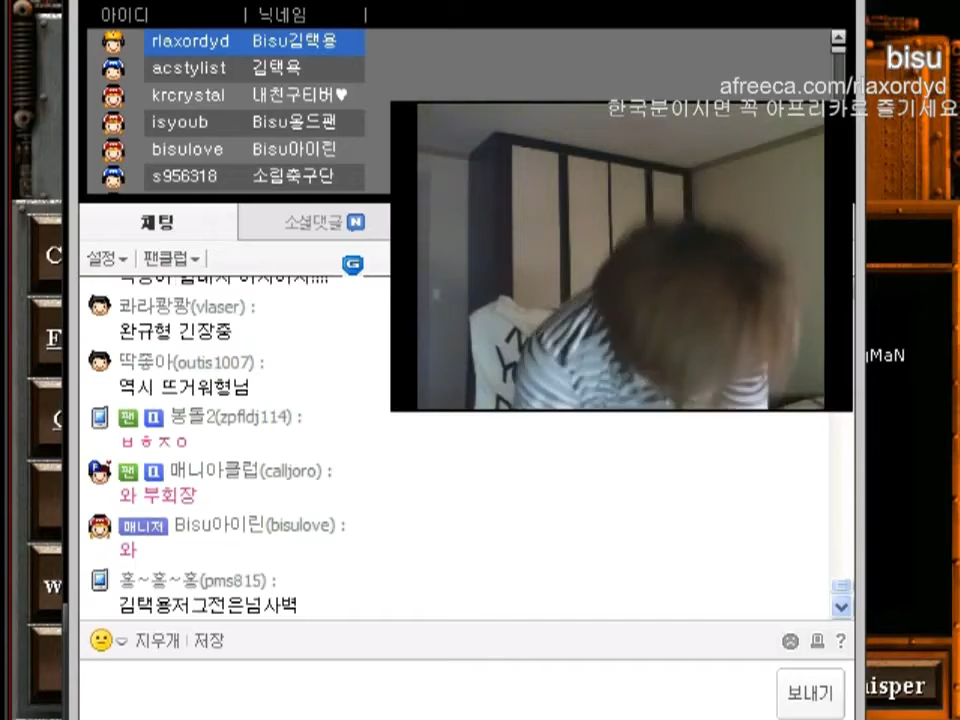 아이디 | 닉네임 |
rlaxordyd Bisu김택용
acstylist 김택욕
krcrystal 내친구티버♥
isyoub Bisu올드팬
bisulove Bisu아이린
s956318 소림축구단
bisu
afreeca.com/rlaxordyd
한국분이시면 꼭 아프리카로 즐기세요
채팅
소셜댓글 N
설정 | 팬클럽 |
G
콰라쾅쾅(vlaser) :
완규형 긴장중
딱좋아(outis1007) :
역시 뜨거워형님
팬 봉돌2(zpfldj114) :
ㅂㅎㅈㅇ
팬 매니아클럽(calljoro) :
와 부회장
매니저 Bisu아이린(bisulove) :
와
홍~홍~홍(pms815) :
김택용저그전은넘사벽
지우개 | 저장
?
보내기